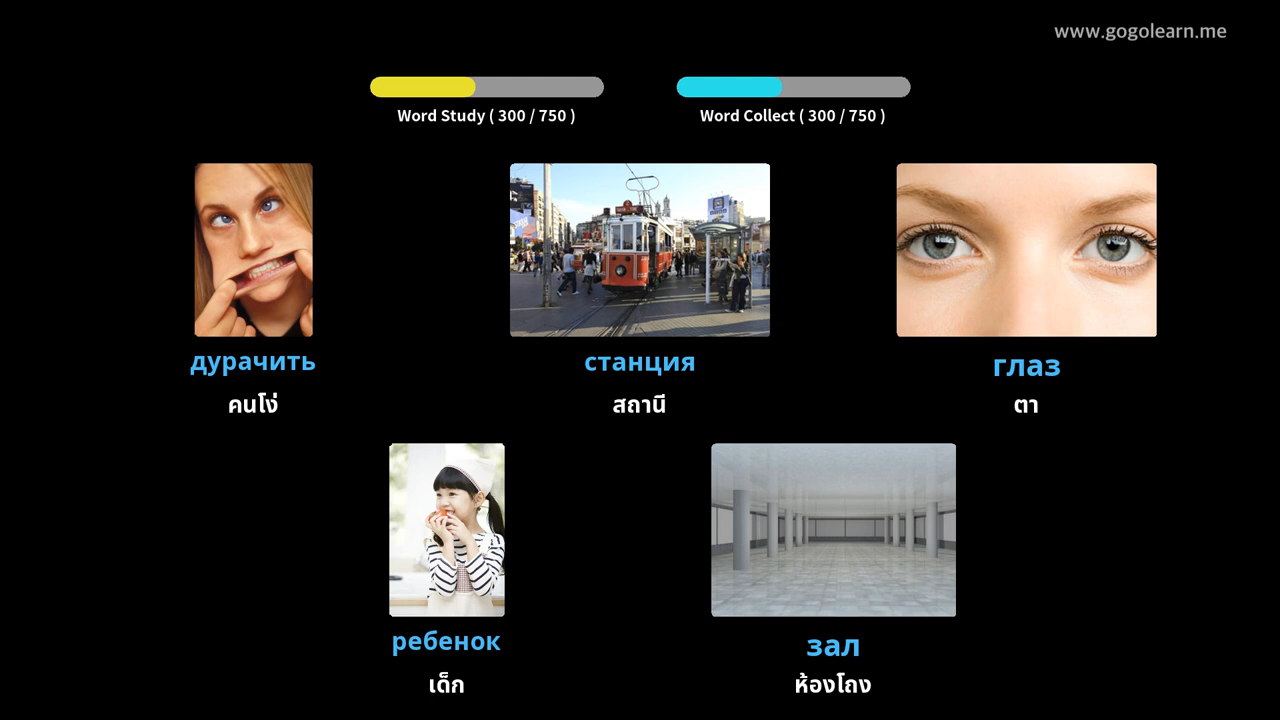 www.gogolearn.me
Word Study ( 300 / 750 )
Word Collect ( 300 / 750 )
дурачить
станция
глаз
คนโง่
สถานี
ตา
ребенок
зал
เด็ก
ห้องโถง